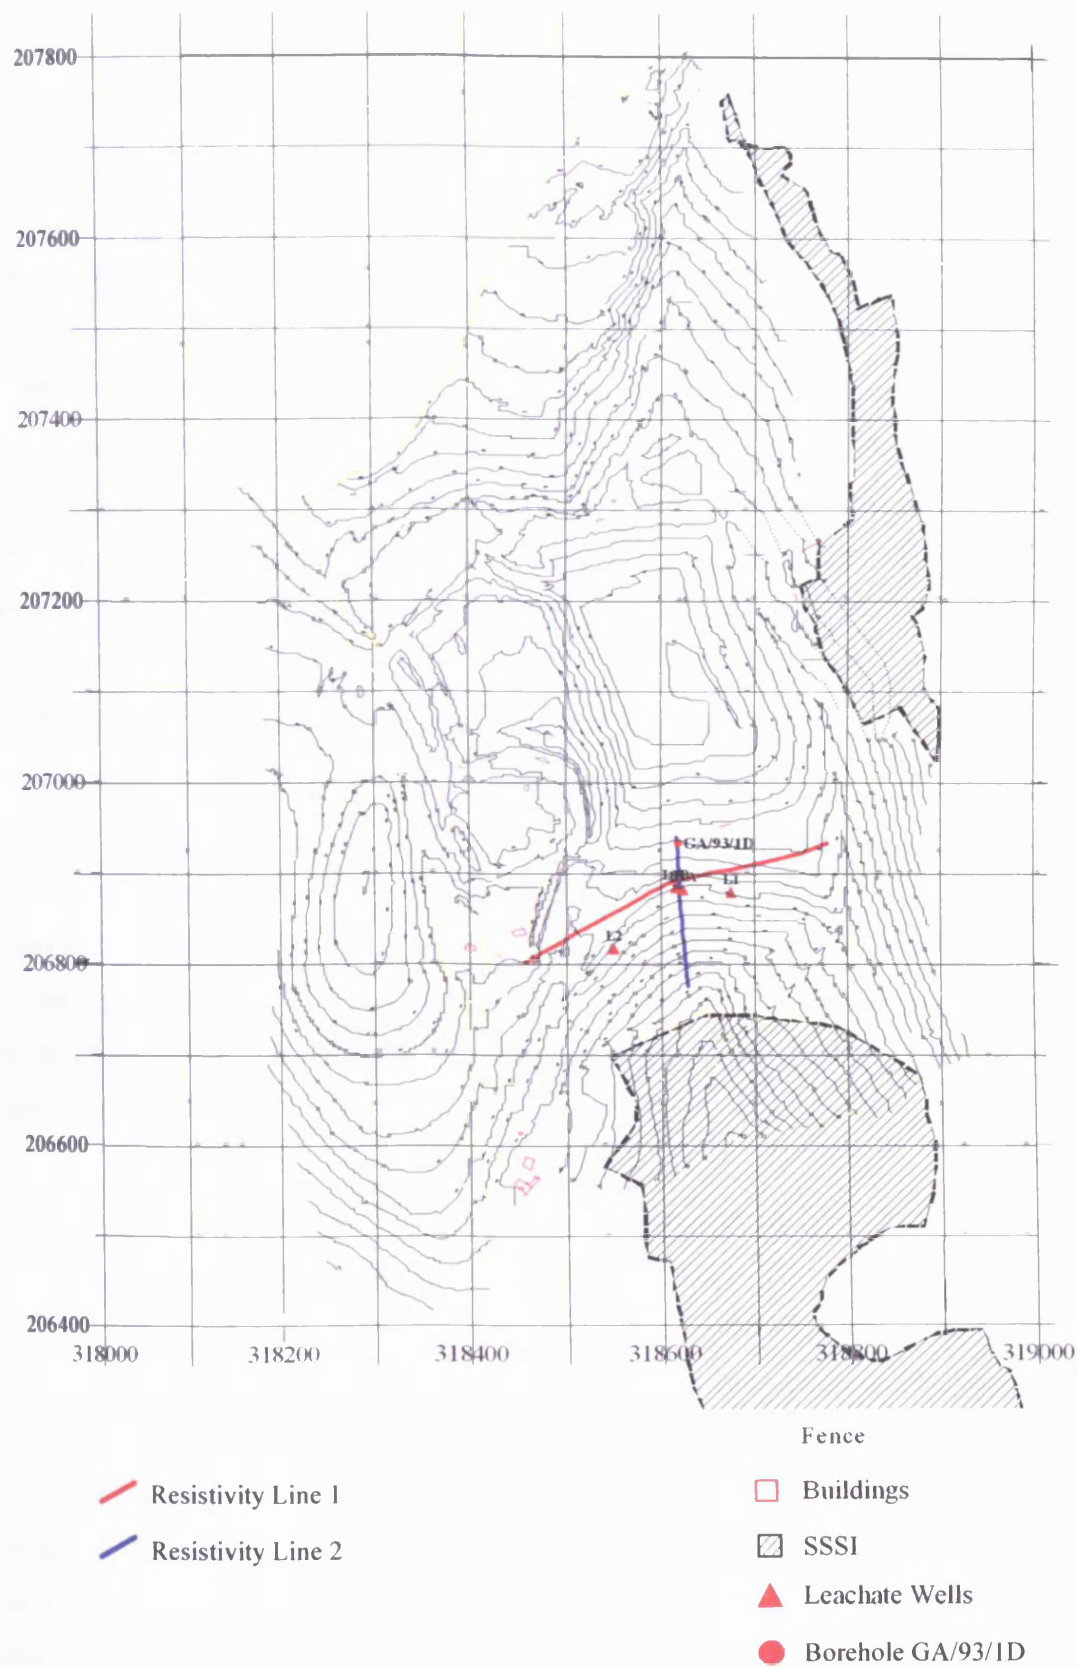 207800
207600
207400
207200
207000
GA/93/1D
L1
L2
206800
206600
206400
318000 318200 318400 318600 318800 319000
Fence
Resistivity Line 1
Buildings
Resistivity Line 2
SSSI
Leachate Wells
Borehole GA/93/1D